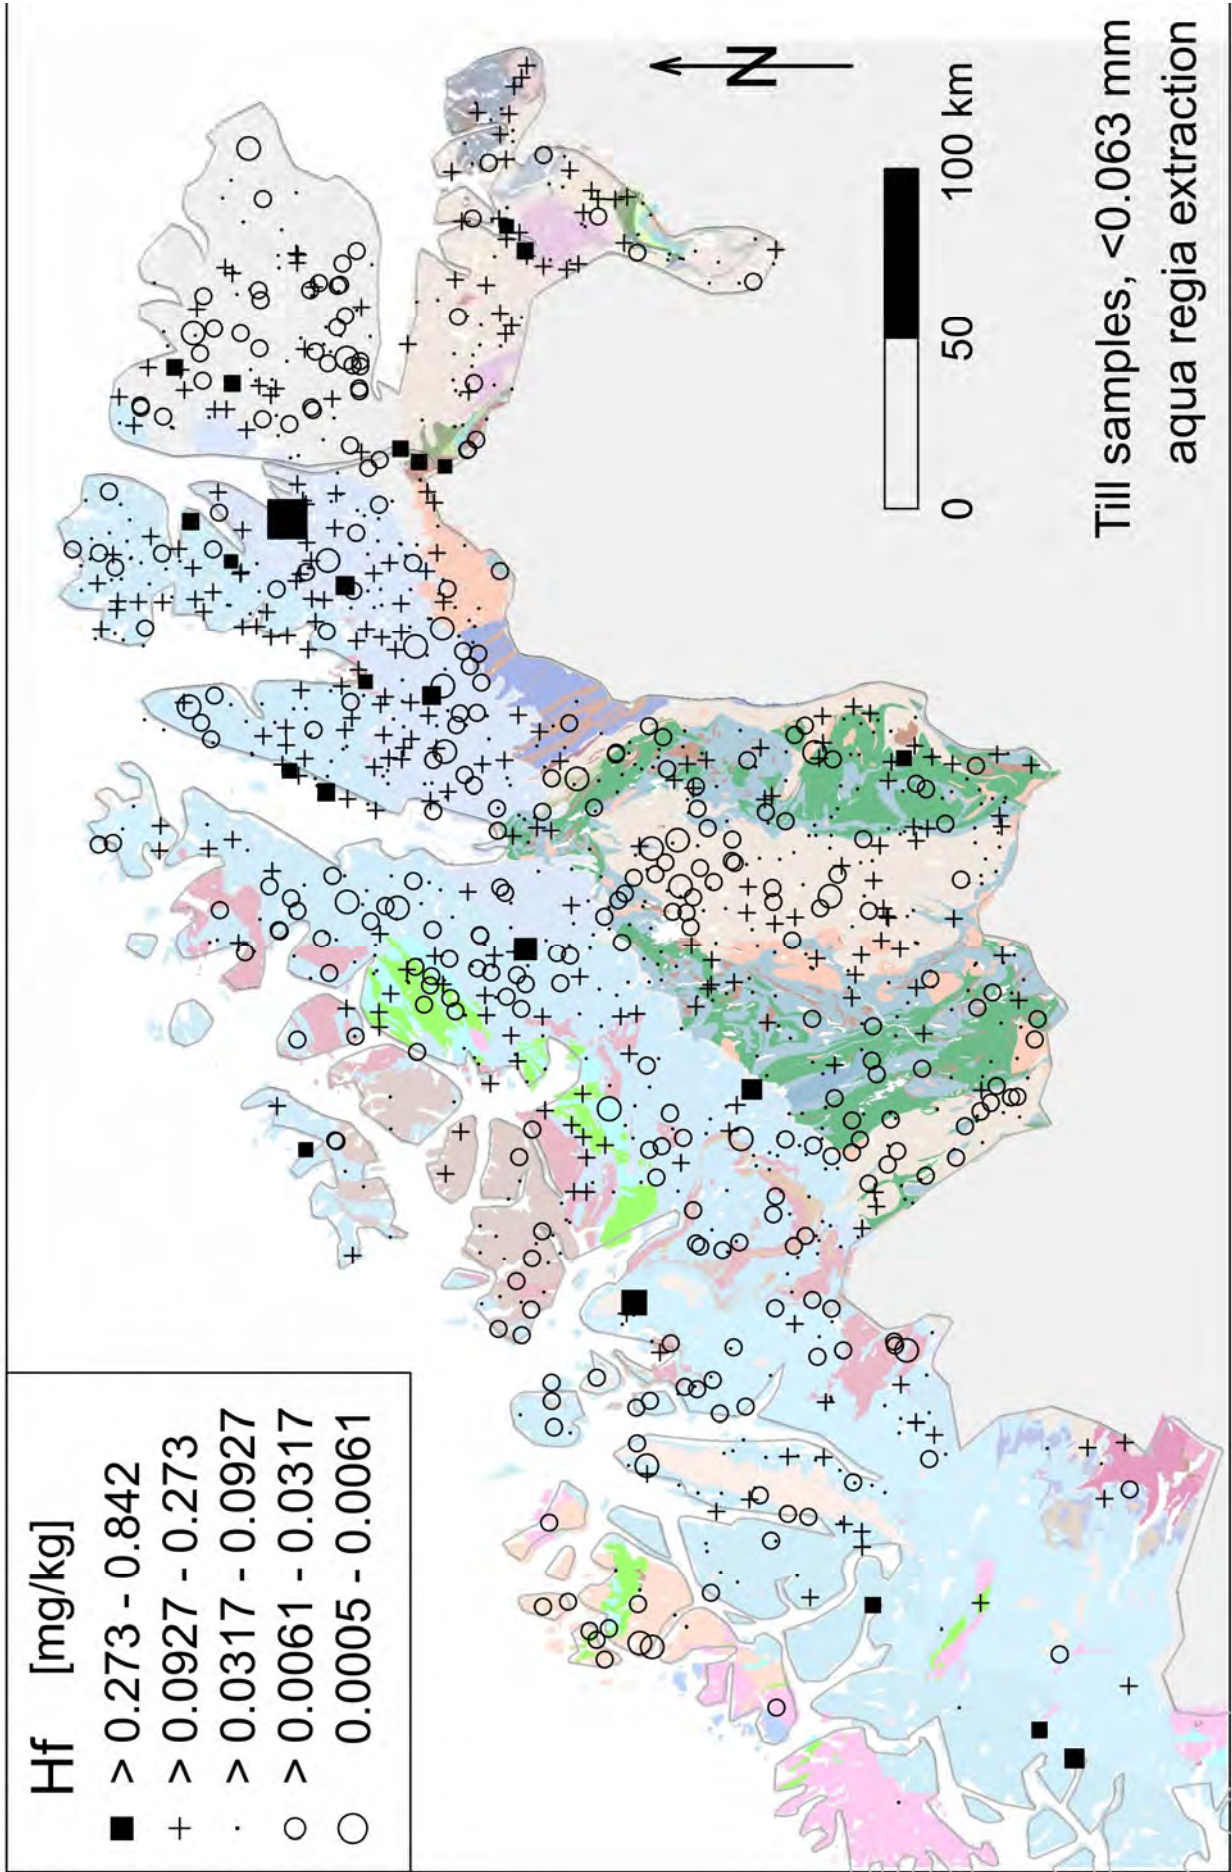 Hf [mg/kg]
> 0.273 - 0.842
> 0.0927 - 0.273
> 0.0317 - 0.0927
> 0.0061 - 0.0317
0.0005 - 0.0061
N
0 50 100 km
Till samples, <0.063 mm
aqua regia extraction